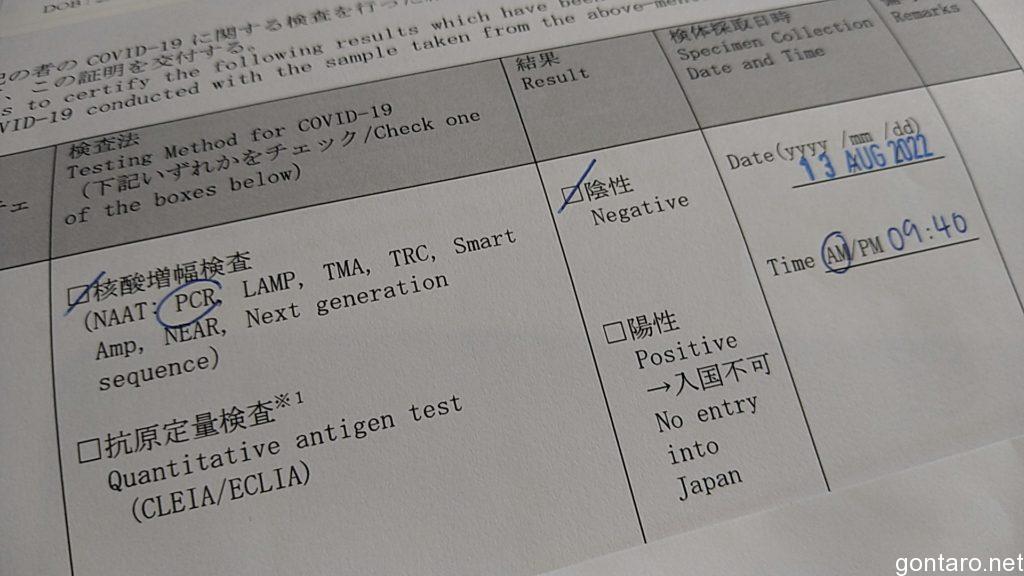 DOB:
の者の COVID-19 に関する検査を行った
、この証明を交付する。
s to certify the following results which have been
VID-19 conducted with the sample taken from the above-men
チェ
検査法
Testing Method for COVID-19
(下記いずれかをチェック/Check one
of the boxes below)
結果
Result
検体採取日時
Specimen Collection
Date and Time
Remarks
□核酸増幅検査
(NAAT: PCR, LAMP, TMA, TRC, Smart
Amp, NEAR, Next generation
sequence)
□抗原定量検査※1
Quantitative antigen test
(CLEIA/ECLIA)
□陰性
Negative
□陽性
Positive
→入国不可
No entry
into
Japan
Date(yyyy /mm /dd)
13 AUG 2022
Time AM/PM 09:40
gontaro.net